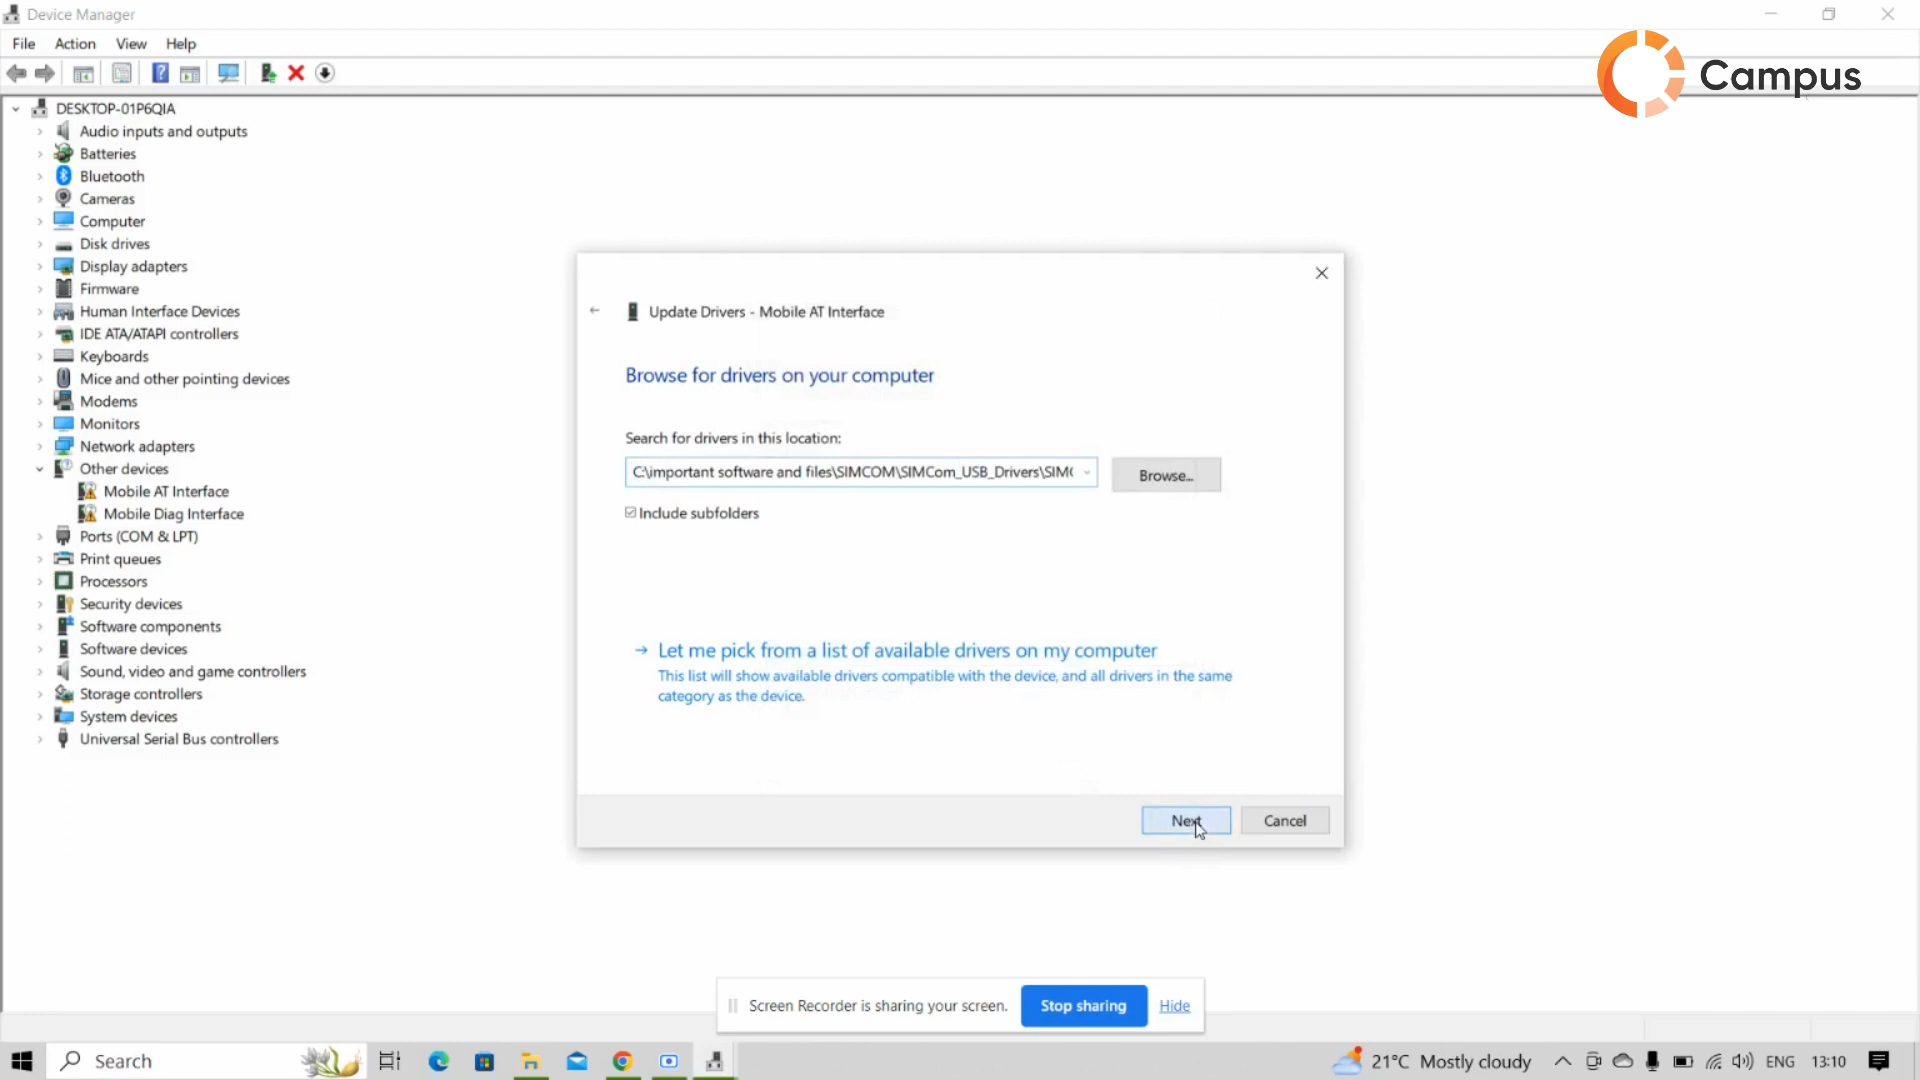 Device Manager
File Action View Help
Campus
DESKTOP-01P6QIA
Audio inputs and outputs
Batteries
Bluetooth
Cameras
Computer
Disk drives
Display adapters
Firmware
Human Interface Devices
IDE ATA/ATAPI controllers
Keyboards
Mice and other pointing devices
Modems
Monitors
Network adapters
Other devices
Mobile AT Interface
Mobile Diag Interface
Ports (COM & LPT)
Print queues
Processors
Security devices
Software components
Software devices
Sound, video and game controllers
Storage controllers
System devices
Universal Serial Bus controllers
Update Drivers - Mobile AT Interface
Browse for drivers on your computer
Search for drivers in this location:
C:\important software and files\SIMCOM\SIMCom_USB_Drivers\SIM(
Browse...
Include subfolders
Let me pick from a list of available drivers on my computer
This list will show available drivers compatible with the device, and all drivers in the same
category as the device.
Next Cancel
Screen Recorder is sharing your screen. Stop sharing Hide
Search
21°C Mostly cloudy
ENG 13:10